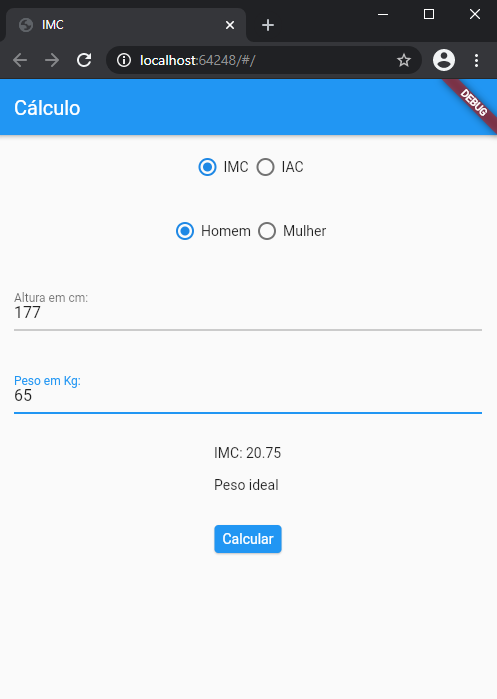 IMC
localhost:64248/#/
Cálculo
DEBUG
IMC IAC
Homem Mulher
Altura em cm:
177
Peso em Kg:
65
IMC: 20.75
Peso ideal
Calcular